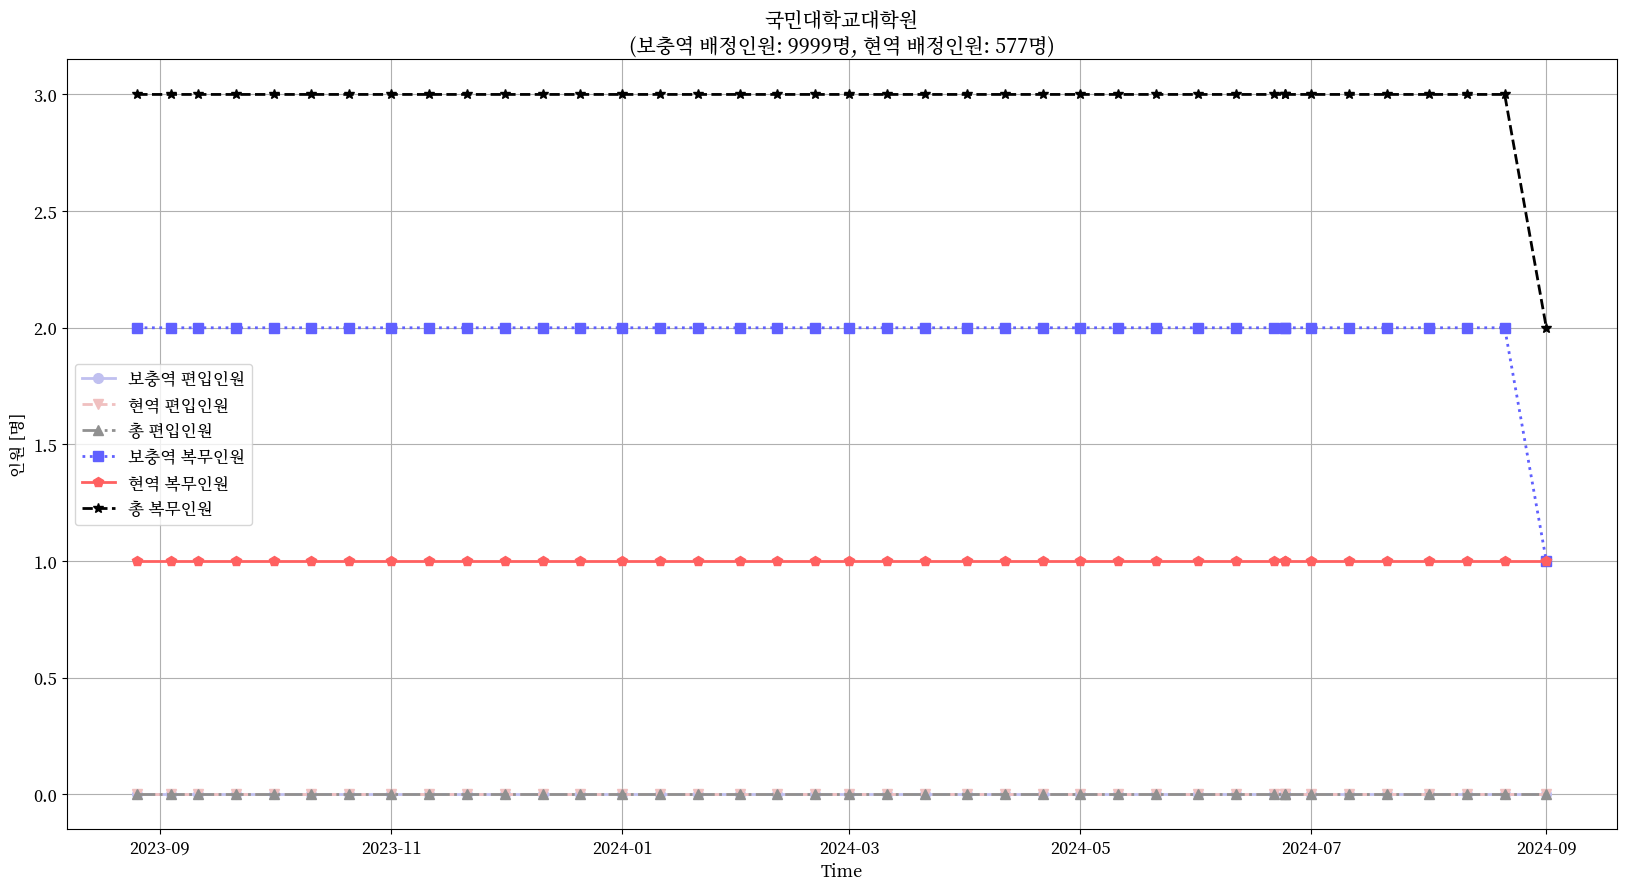 국민대학교대학원
(보충역 배정인원: 9999명, 현역 배정인원: 577명)
인원 [명]
3.0
2.5
2.0
1.5
1.0
0.5
0.0
보충역 편입인원
현역 편입인원
총 편입인원
보충역 복무인원
현역 복무인원
총 복무인원
2023-09
2023-11
2024-01
2024-03
2024-05
2024-07
2024-09
Time